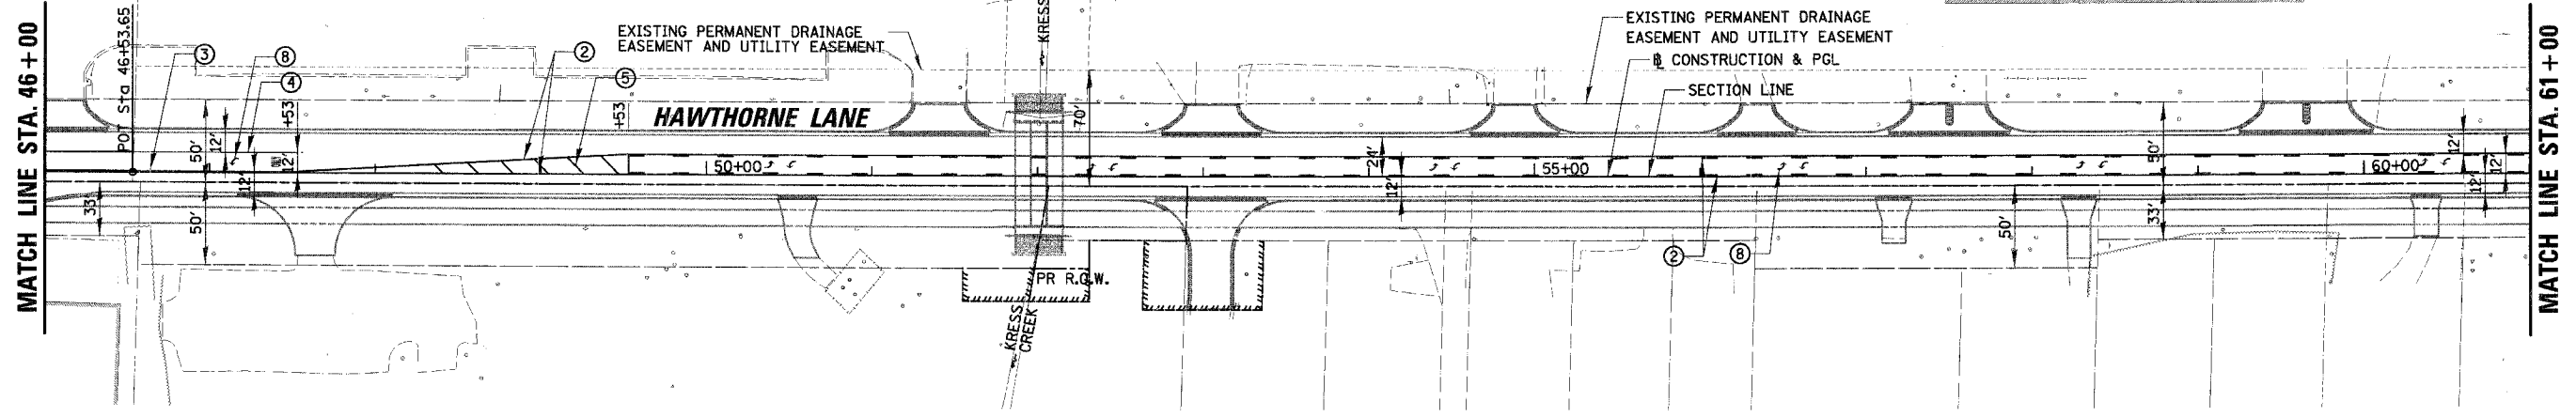 MATCH LINE STA. 46+00
POT Sta 46+53.65
3
8
4
+53
EXISTING PERMANENT DRAINAGE
EASEMENT AND UTILITY EASEMENT
2
5
+53
HAWTHORNE LANE
KRESS
70'
EXISTING PERMANENT DRAINAGE
EASEMENT AND UTILITY EASEMENT
B CONSTRUCTION & PGL
SECTION LINE
50'
12'
12'
12'
33'
50'
50+00
24'
12'
55+00
50'
60+00
12'
12'
12'
33'
50'
2
8
PR R.O.W.
KRESS
CREEK
MATCH LINE STA. 61+00